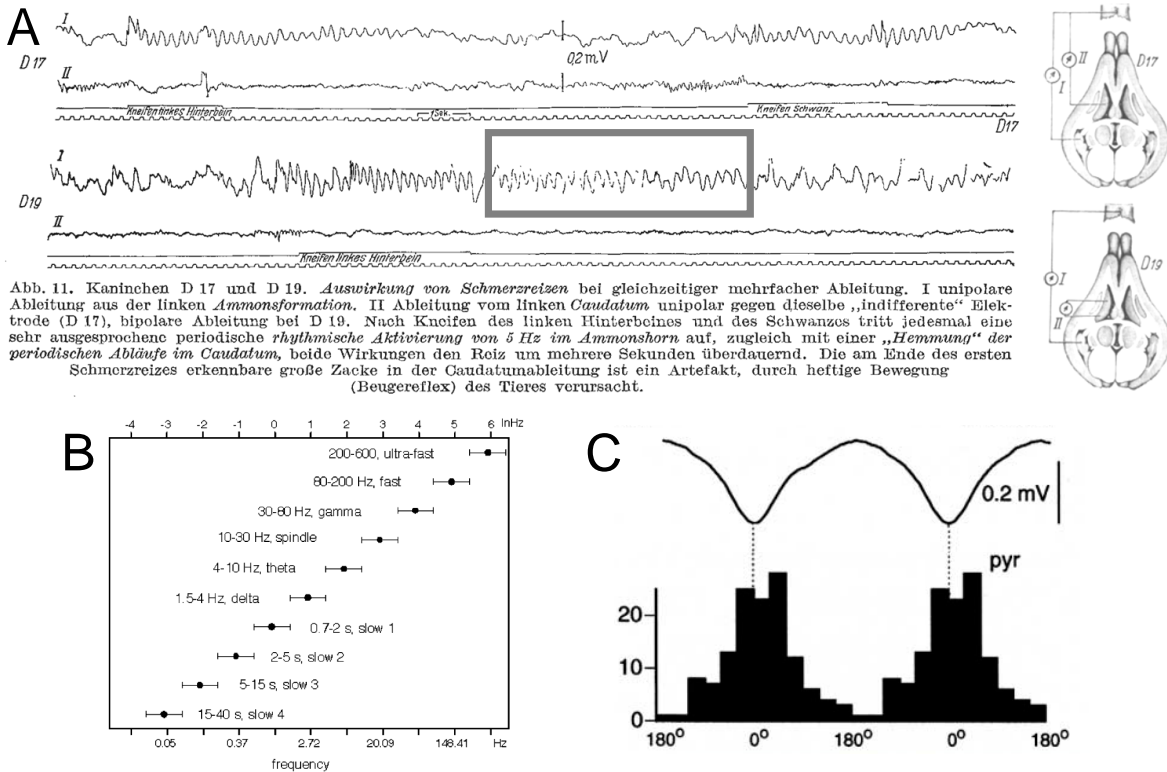 A
I
D17
0,2 mV
II
Kneifen linkes Hinterbein
1Sek.
Kneifen Schwanz
D17
I
D19
II
Kneifen linkes Hinterbein
I
II
D17
I
II
D19
Abb. 11. Kaninchen D 17 und D 19. Auswirkung von Schmerzreizen bei gleichzeitiger mehrfacher Ableitung. I unipolare
Ableitung aus der linken Ammonsformation. II Ableitung vom linken Caudatum unipolar gegen dieselbe „indifferente“ Elek-
trode (D 17), bipolare Ableitung bei D 19. Nach Kneifen des linken Hinterbeines und des Schwanzes tritt jedesmal eine
sehr ausgesprochene periodische rhythmische Aktivierung von 5 Hz im Ammonshorn auf, zugleich mit einer „Hemmung“ der
periodischen Abläufe im Caudatum, beide Wirkungen den Reiz um mehrere Sekunden überdauernd. Die am Ende des ersten
Schmerzreizes erkennbare große Zacke in der Caudatumableitung ist ein Artefakt, durch heftige Bewegung
(Beugereflex) des Tieres verursacht.
B
-4 -3 -2 -1 0 1 2 3 4 5 6 lnHz
200-600, ultra-fast
80-200 Hz, fast
30-80 Hz, gamma
10-30 Hz, spindle
4-10 Hz, theta
1.5-4 Hz, delta
0.7-2 s, slow 1
2-5 s, slow 2
5-15 s, slow 3
15-40 s, slow 4
0.05 0.37 2.72 20.09 148.41 Hz
frequency
C
0.2 mV
pyr
20
10
0
180° 0° 180° 0° 180°